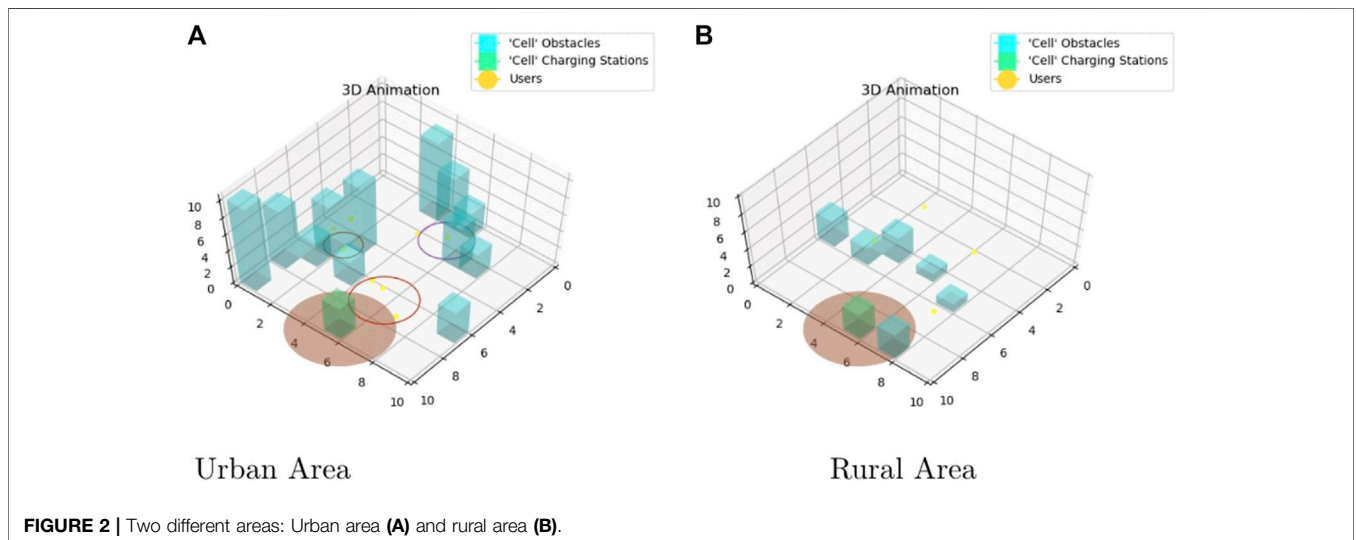 A
'Cell' Obstacles
'Cell' Charging Stations
Users
3D Animation
10
8
6
4
2
0
0
2
4
6
8
10
10
8
6
4
2
0
Urban Area
B
'Cell' Obstacles
'Cell' Charging Stations
Users
3D Animation
10
8
6
4
2
0
0
2
4
6
8
10
10
8
6
4
2
0
Rural Area
FIGURE 2 | Two different areas: Urban area (A) and rural area (B).